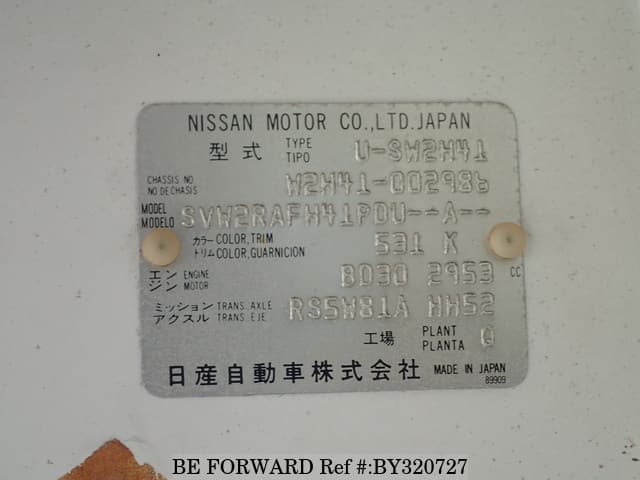 NISSAN MOTOR CO.,LTD.JAPAN
型式 TYPE TIPO U-SW2H41
CHASSIS NO NO DE CHASIS W2H41-002986
MODEL MODELO SVW2RAFH41PDU--A--
カラー COLOR,TRIM トリム COLOR,GUARNICION 531 K
エンジン ENGINE MOTOR BD30 2953 CC
ミッション TRANS. AXLE アクスル TRANS. EJE RS5W81A HH52
工場 PLANT PLANTA 0
日産自動車株式会社 MADE IN JAPAN
89909
BE FORWARD Ref #:BY320727